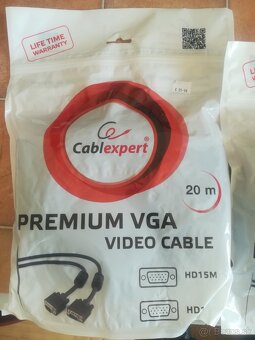 LIFE TIME
WARRANTY
Cablexpert®
20 m
PREMIUM VGA
VIDEO CABLE
HD15M